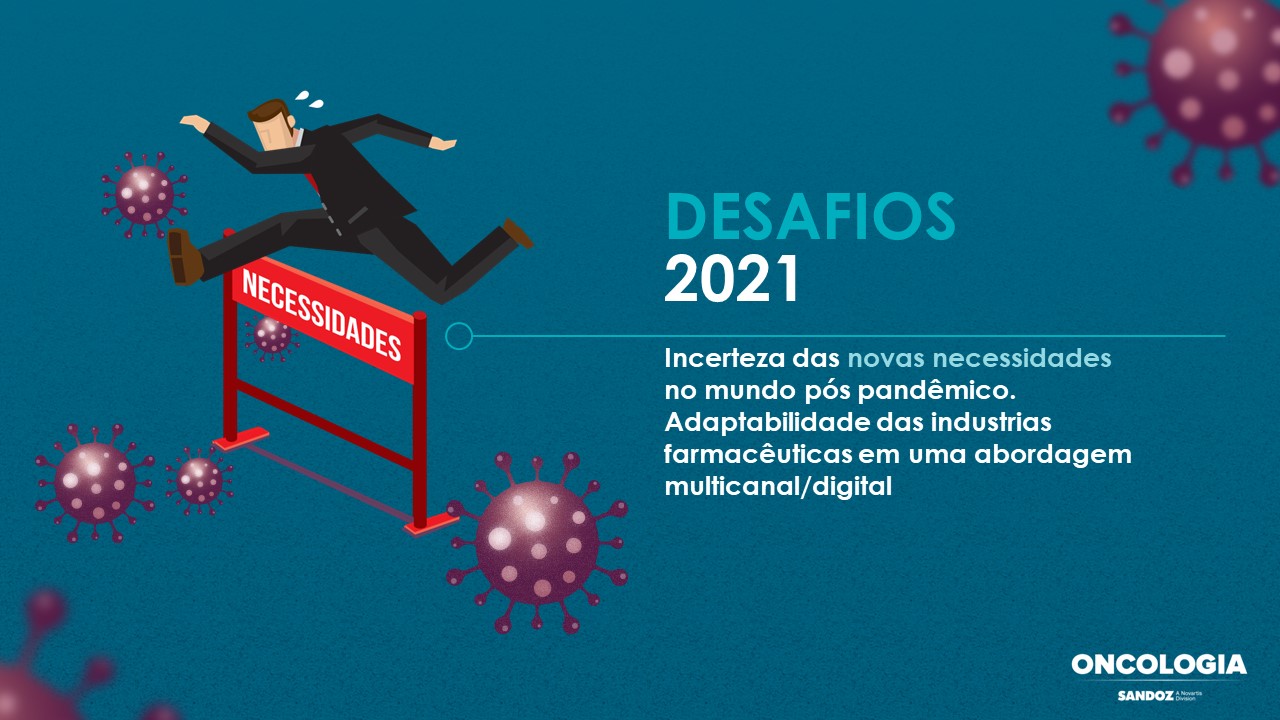 NECESSIDADES
DESAFIOS
2021
Incerteza das novas necessidades
no mundo pós pandêmico.
Adaptabilidade das industrias
farmacêuticas em uma abordagem
multicanal/digital
ONCOLOGIA
SANDOZ A Novartis
Division